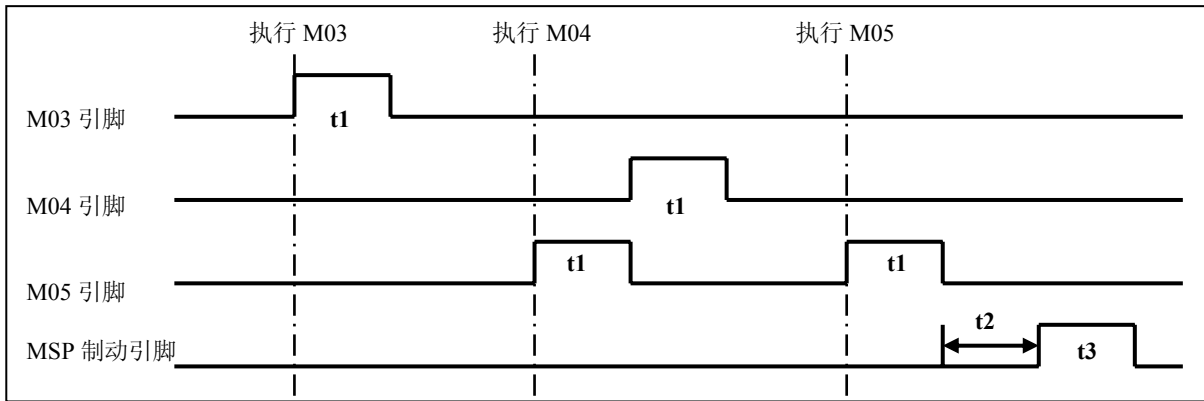 执行 M03 执行 M04 执行 M05
M03 引脚 t1
M04 引脚 t1
M05 引脚 t1 t1
t2
MSP 制动引脚 t3